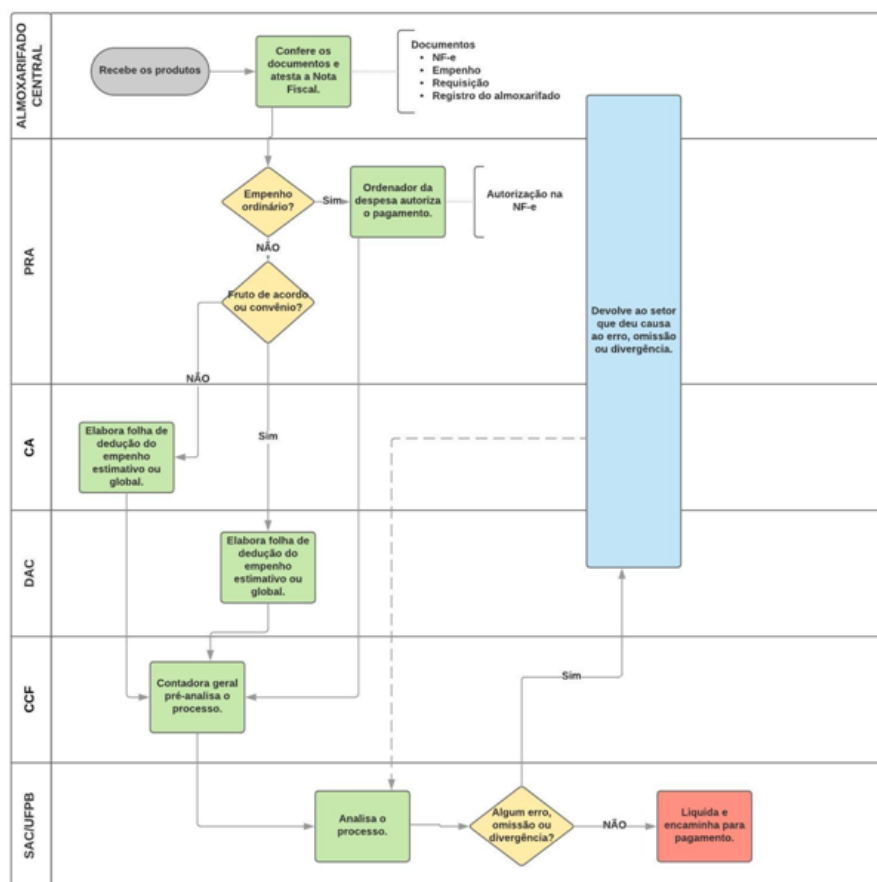 ALMOXARIFADO
CENTRAL
Recebe os produtos
Confere os
documentos e
atesta a Nota
Fiscal.
Documentos
• NF-e
• Empenho
• Requisição
• Registro do almoxarifado
PRA
Empenho
ordinário?
Sim
Ordenador da
despesa autoriza
o pagamento.
Autorização na
NF-e
NÃO
Fruto de acordo
ou convênio?
Devolve ao setor
que deu causa
ao erro, omissão
ou divergência.
NÃO
CA
Elabora folha de
dedução do
empenho
estimativo ou
global.
Sim
DAC
Elabora folha de
dedução do
empenho
estimativo ou
global.
CCF
Contadora geral
pré-analisa o
processo.
Sim
SAC/UFPB
Analisa o
processo.
Algum erro,
omissão ou
divergência?
NÃO
Liquida e
encaminha para
pagamento.